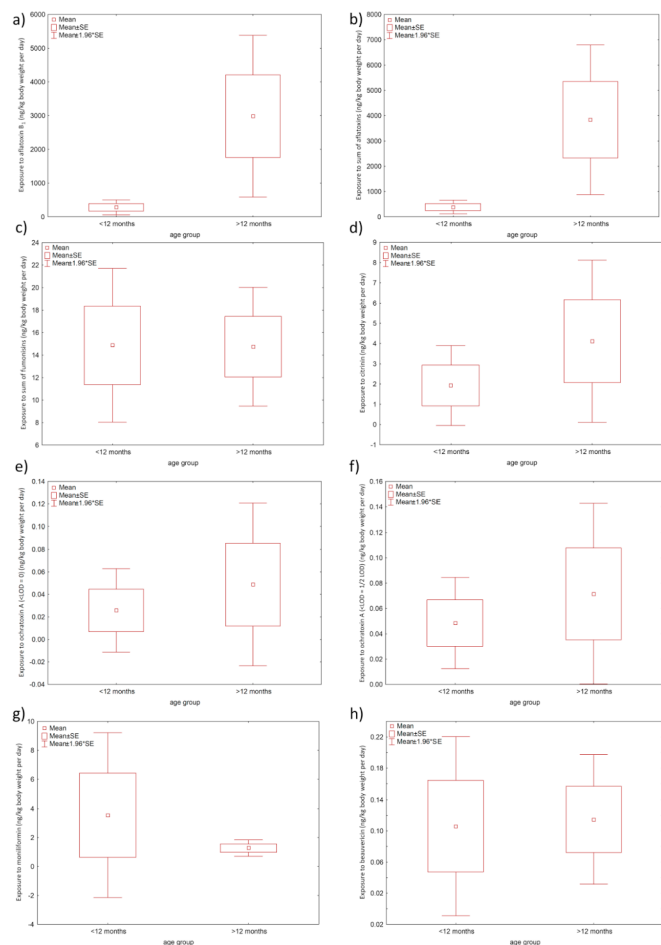 a)
Mean
Mean±SE
Mean±1.96*SE
Exposure to aflatoxin B1 (ng/kg body weight per day)
6000
5000
4000
3000
2000
1000
0
<12 months
>12 months
age group
b)
Mean
Mean±SE
Mean±1.96*SE
Exposure to sum of aflatoxins (ng/kg body weight per day)
8000
7000
6000
5000
4000
3000
2000
1000
0
<12 months
>12 months
age group
c)
Mean
Mean±SE
Mean±1.96*SE
Exposure to sum of fumonisins (ng/kg body weight per day)
24
22
20
18
16
14
12
10
8
6
<12 months
>12 months
age group
d)
Mean
Mean±SE
Mean±1.96*SE
Exposure to citrinin (ng/kg body weight per day)
9
8
7
6
5
4
3
2
1
0
-1
<12 months
>12 months
age group
e)
Mean
Mean±SE
Mean±1.96*SE
Exposure to ochratoxin A (<LOD = 0) (ng/kg body weight per day)
0.14
0.12
0.10
0.08
0.06
0.04
0.02
0.00
-0.02
-0.04
<12 months
>12 months
age group
f)
Mean
Mean±SE
Mean±1.96*SE
Exposure to ochratoxin A (<LOD = 1/2 LOD) (ng/kg body weight per day)
0.16
0.14
0.12
0.10
0.08
0.06
0.04
0.02
0.00
<12 months
>12 months
age group
g)
Mean
Mean±SE
Mean±1.96*SE
Exposure to moniliformin (ng/kg body weight per day)
10
8
6
4
2
0
-2
-4
<12 months
>12 months
age group
h)
Mean
Mean±SE
Mean±1.96*SE
Exposure to beauvericin (ng/kg body weight per day)
0.22
0.18
0.14
0.10
0.06
0.02
0.02
<12 months
>12 months
age group